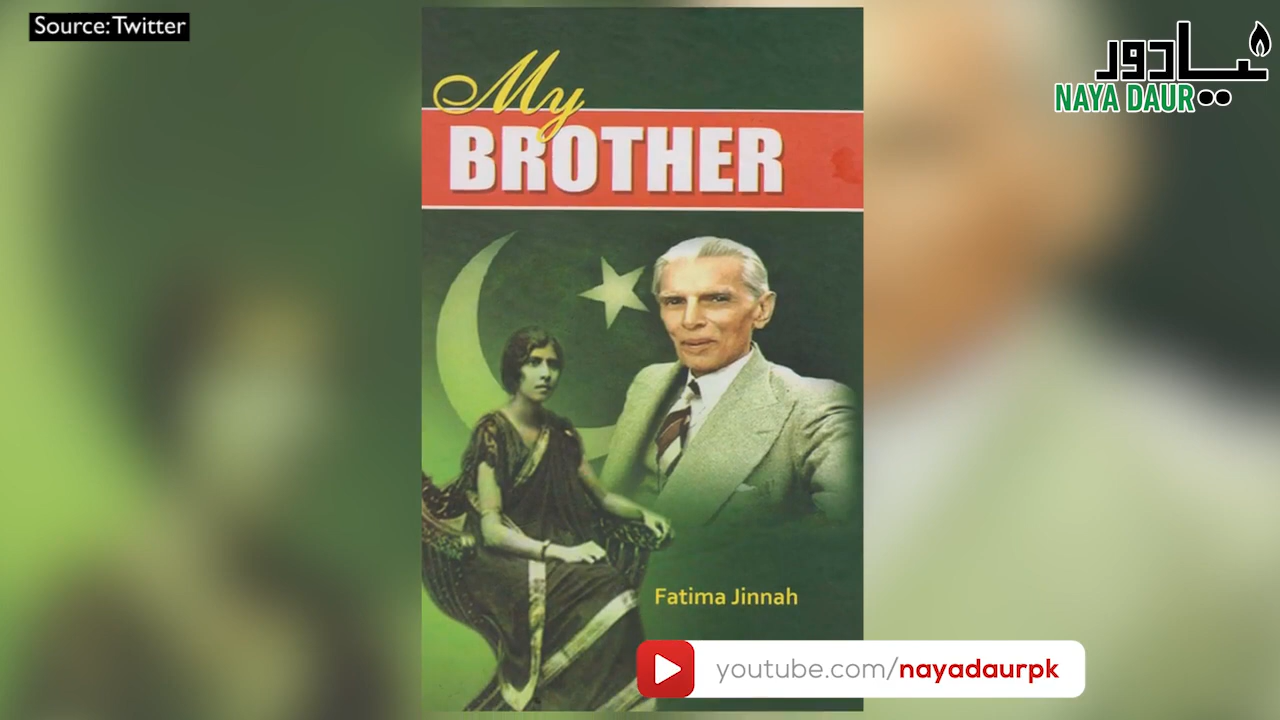 Source: Twitter
نیا دور
NAYA DAUR
My
BROTHER
Fatima Jinnah
youtube.com/nayadaurpk